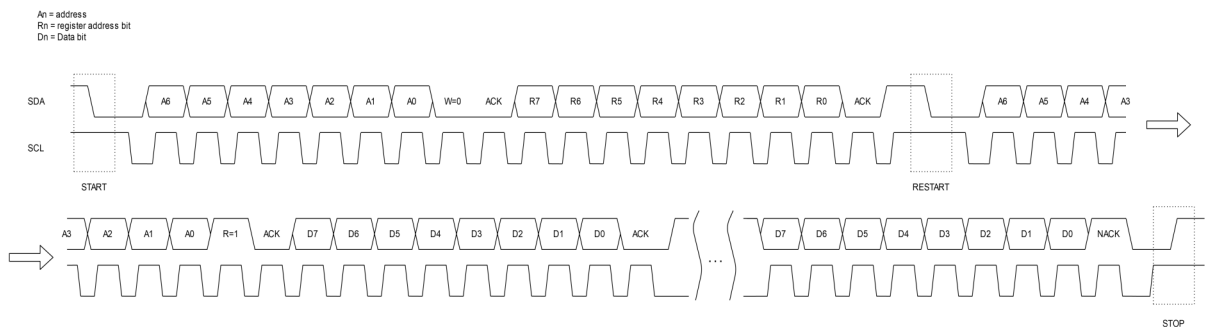 An = address
Rn = register address bit
Dn = Data bit
SDA A6 A5 A4 A3 A2 A1 A0 W=0 ACK R7 R6 R5 R4 R3 R2 R1 R0 ACK A6 A5 A4 A3
SCL
START RESTART
A3 A2 A1 A0 R=1 ACK D7 D6 D5 D4 D3 D2 D1 D0 ACK D7 D6 D5 D4 D3 D2 D1 D0 NACK
...
STOP